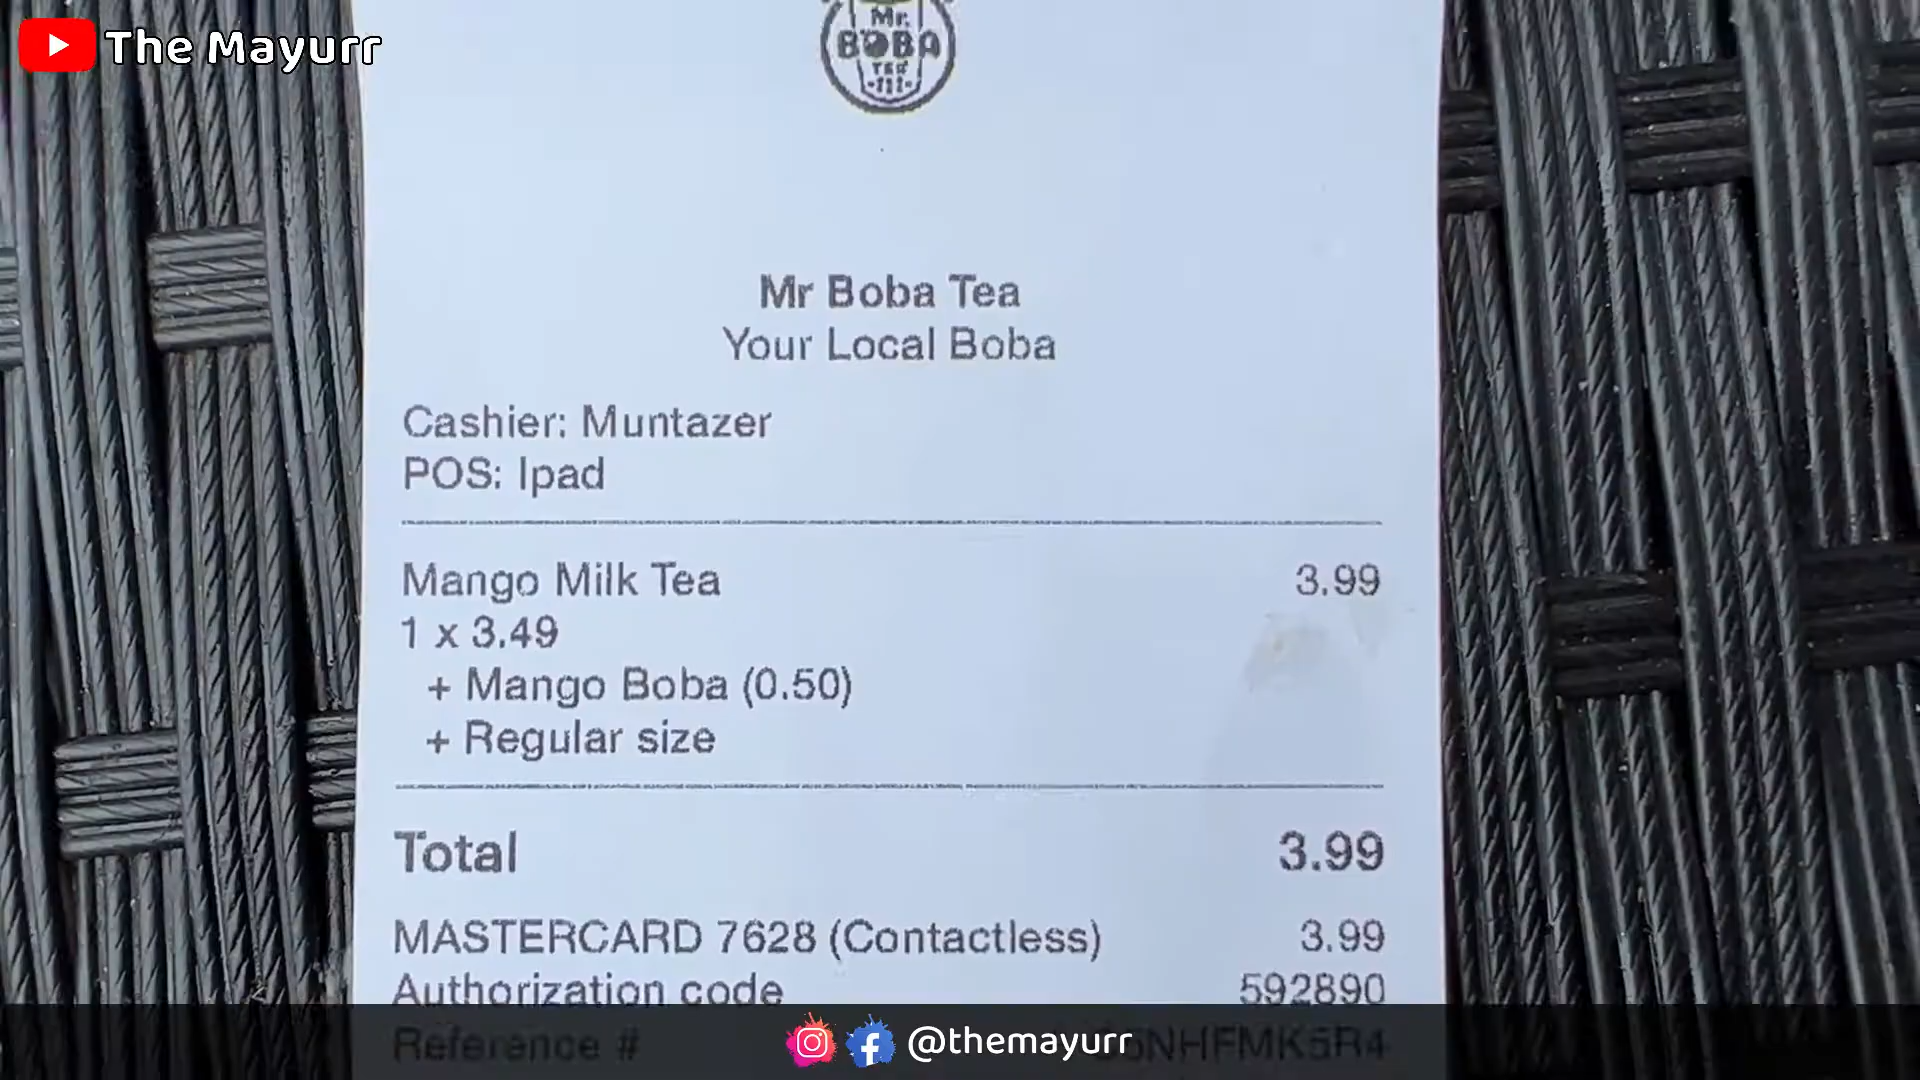 The Mayurr
Mr.
BOBA
TEA
Mr Boba Tea
Your Local Boba
Cashier: Muntazer
POS: Ipad
Mango Milk Tea 3.99
1 x 3.49
+ Mango Boba (0.50)
+ Regular size
Total 3.99
MASTERCARD 7628 (Contactless) 3.99
Authorization code 592890
Reference #
@themayurr